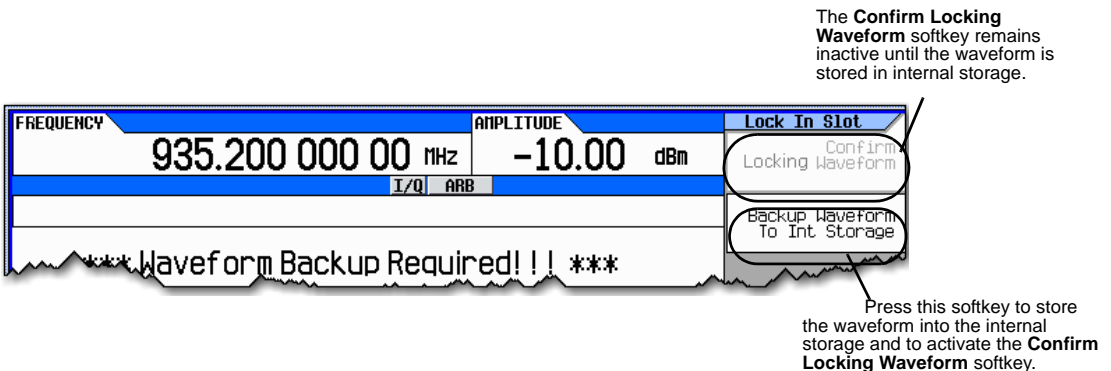 The Confirm Locking
Waveform softkey remains
inactive until the waveform is
stored in internal storage.
FREQUENCY
AMPLITUDE
Lock In Slot
935.200 000 00 MHz
-10.00 dBm
Confirm
Locking Waveform
I/Q ARB
Backup Waveform
To Int Storage
*** Waveform Backup Required!!! ***
Press this softkey to store
the waveform into the internal
storage and to activate the Confirm
Locking Waveform softkey.